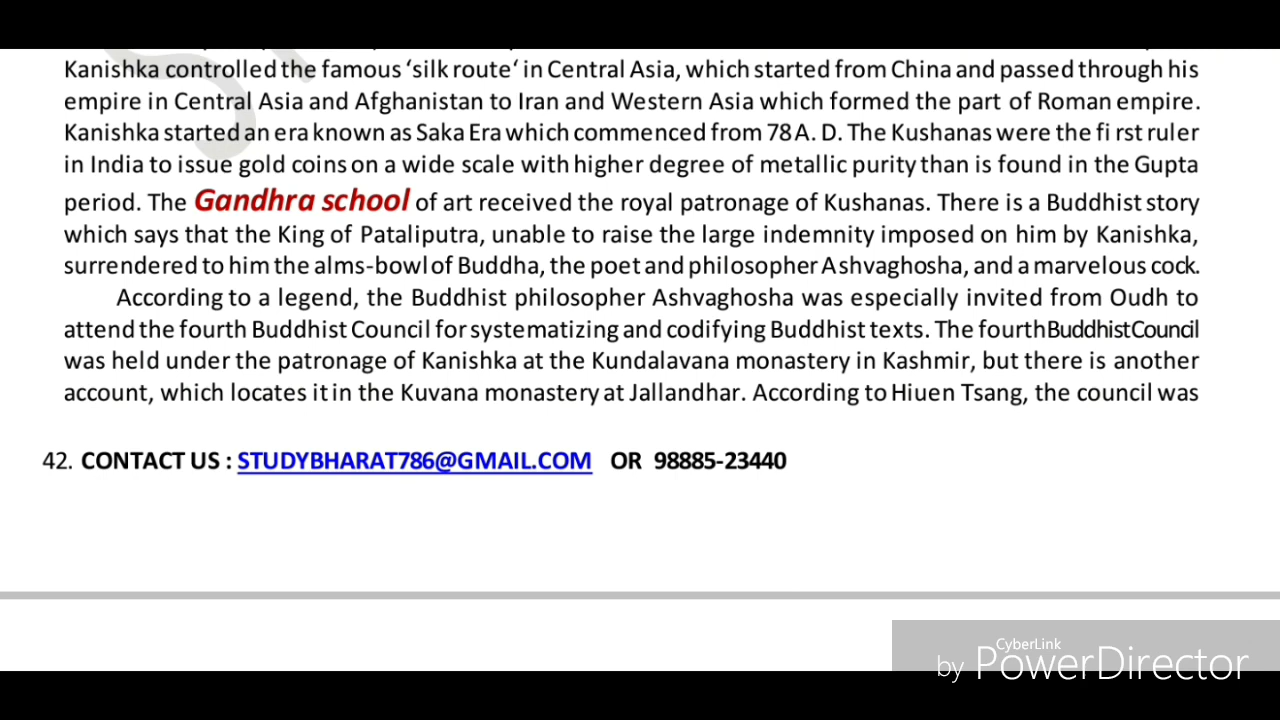 Kanishka controlled the famous ‘silk route‘ in Central Asia, which started from China and passed through his
empire in Central Asia and Afghanistan to Iran and Western Asia which formed the part of Roman empire.
Kanishka started an era known as Saka Era which commenced from 78 A. D. The Kushanas were the fi rst ruler
in India to issue gold coins on a wide scale with higher degree of metallic purity than is found in the Gupta
period. The Gandhra school of art received the royal patronage of Kushanas. There is a Buddhist story
which says that the King of Pataliputra, unable to raise the large indemnity imposed on him by Kanishka,
surrendered to him the alms-bowl of Buddha, the poet and philosopher Ashvaghosha, and a marvelous cock.
According to a legend, the Buddhist philosopher Ashvaghosha was especially invited from Oudh to
attend the fourth Buddhist Council for systematizing and codifying Buddhist texts. The fourth Buddhist Council
was held under the patronage of Kanishka at the Kundalavana monastery in Kashmir, but there is another
account, which locates it in the Kuvana monastery at Jallandhar. According to Hiuen Tsang, the council was
42. CONTACT US : STUDYBHARAT786@GMAIL.COM OR 98885-23440
CyberLink
by PowerDirector